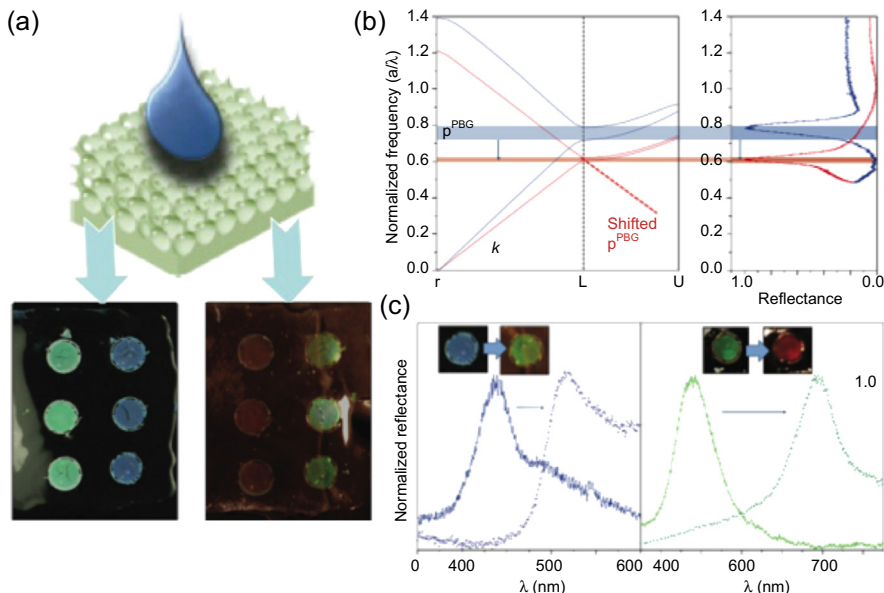 (a)
(b)
Normalized frequency (a/λ)
1.4
1.2
1.0
0.8
0.6
0.4
0.2
0.0
p^PBG
k
Shifted
p^PBG
r
L
U
1.4
1.2
1.0
0.8
0.6
0.4
0.2
0.0
1.0
0.0
Reflectance
(c)
Normalized reflectance
1.0
0 400 500 600
λ (nm)
400 600 700
λ (nm)